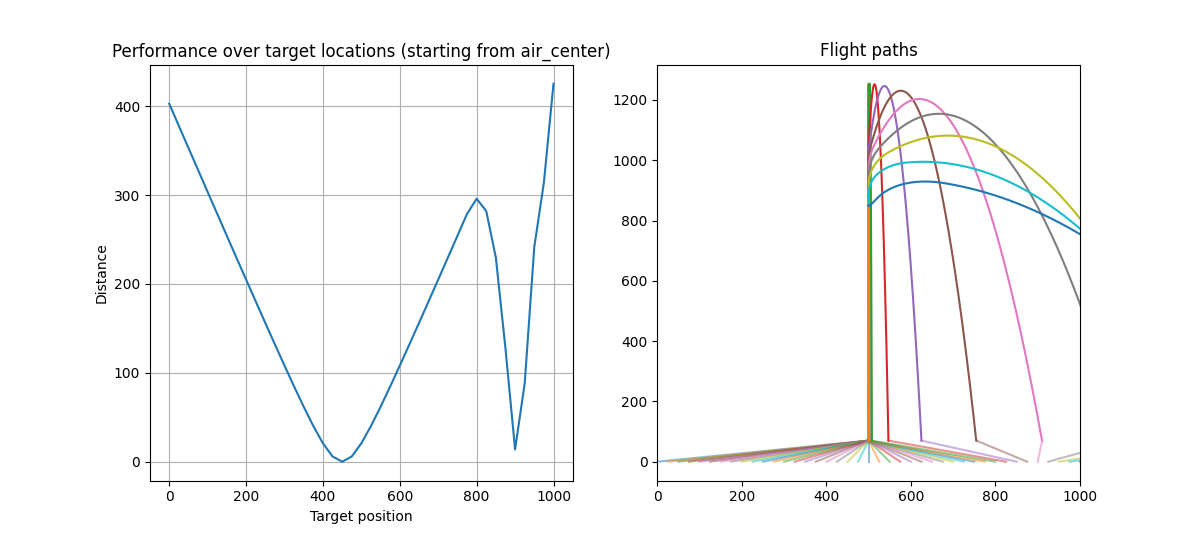 Performance over target locations (starting from air_center)
Distance
400
300
200
100
0
0 200 400 600 800 1000
Target position
Flight paths
1200
1000
800
600
400
200
0
0 200 400 600 800 1000